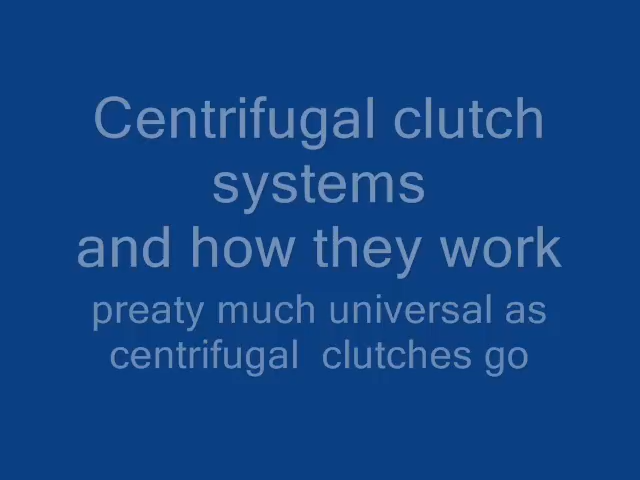 Centrifugal clutch
systems
and how they work
preaty much universal as
centrifugal  clutches go